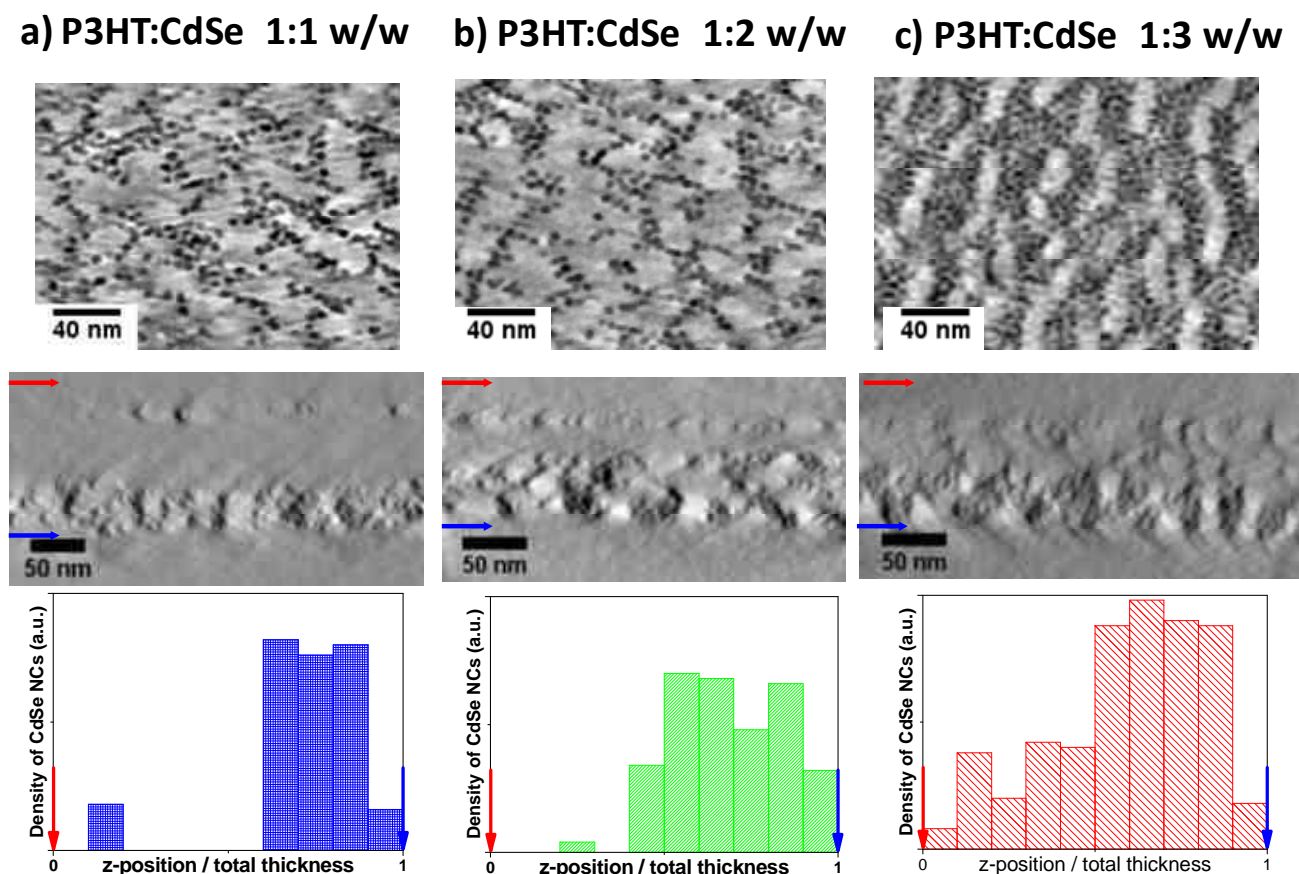 a) P3HT:CdSe 1:1 w/w
b) P3HT:CdSe 1:2 w/w
c) P3HT:CdSe 1:3 w/w
40 nm
40 nm
40 nm
50 nm
50 nm
50 nm
Density of CdSe NCs (a.u.)
0
1
z-position / total thickness
Density of CdSe NCs (a.u.)
0
1
z-position / total thickness
Density of CdSe NCs (a.u.)
0
1
z-position / total thickness